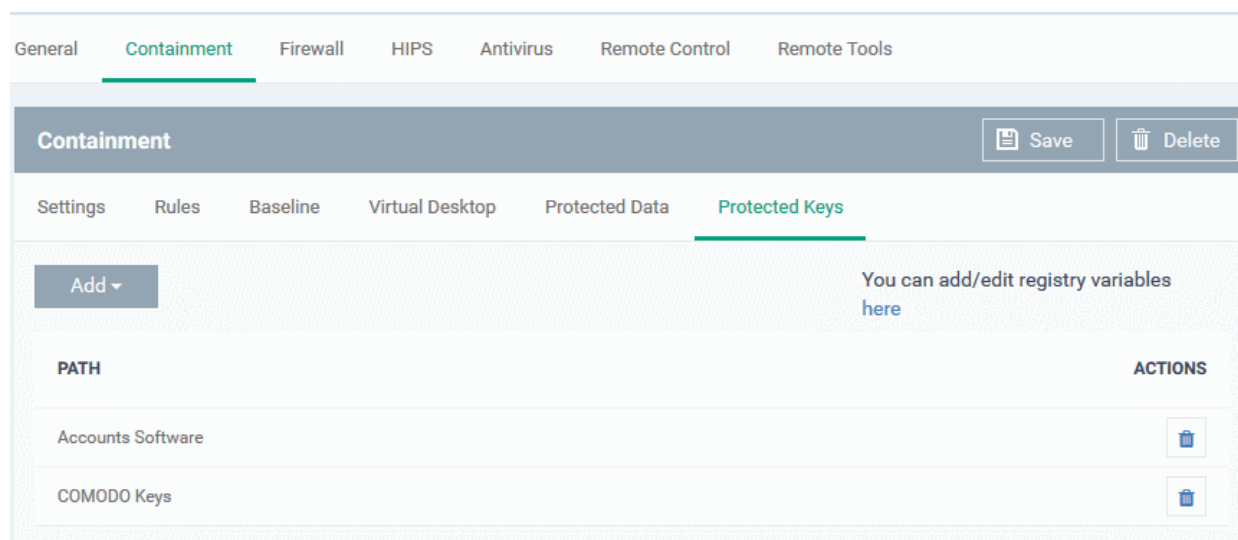 General Containment Firewall HIPS Antivirus Remote Control Remote Tools
Containment Save Delete
Settings Rules Baseline Virtual Desktop Protected Data Protected Keys
Add You can add/edit registry variables
here
PATH ACTIONS
Accounts Software
COMODO Keys